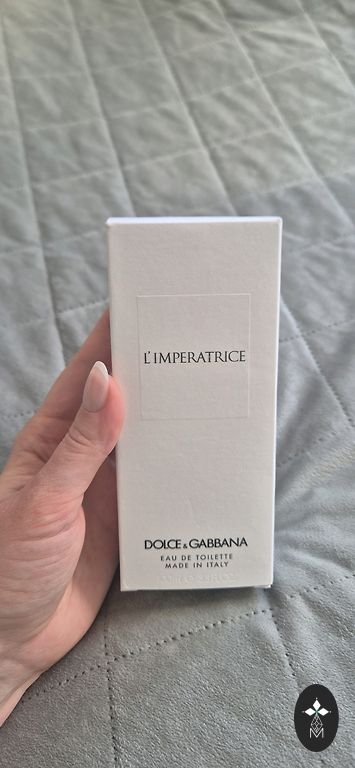 L'IMPERATRICE
DOLCE & GABBANA
EAU DE TOILETTE
MADE IN ITALY
M